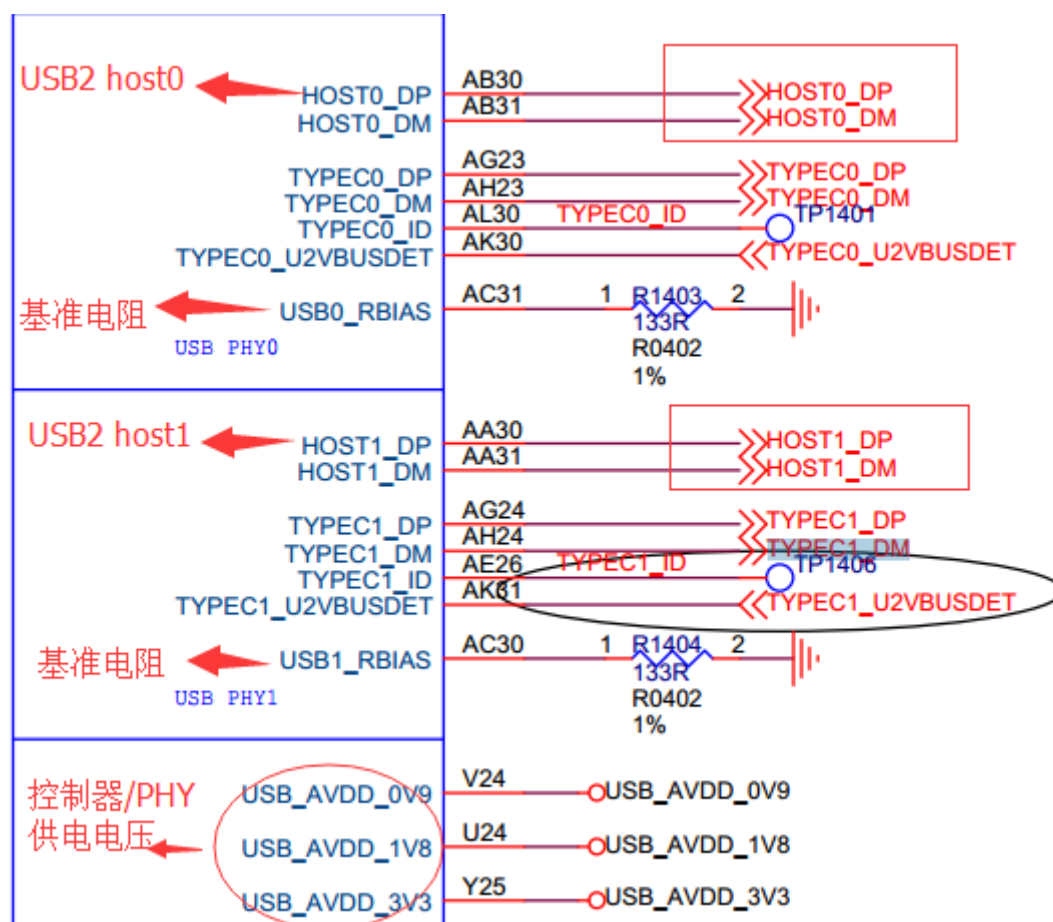 USB2 host0
HOST0_DP AB30 HOST0_DP
HOST0_DM AB31 HOST0_DM
TYPEC0_DP AG23 TYPEC0_DP
TYPEC0_DM AH23 TYPEC0_DM
TYPEC0_ID AL30 TYPEC0_ID TP1401
TYPEC0_U2VBUSDET AK30 TYPEC0_U2VBUSDET
基准电阻 USB0_RBIAS AC31 1 R1403 2
133R
USB PHY0 R0402
1%
USB2 host1
HOST1_DP AA30 HOST1_DP
HOST1_DM AA31 HOST1_DM
TYPEC1_DP AG24 TYPEC1_DP
TYPEC1_DM AH24 TYPEC1_DM
TYPEC1_ID AE26 TYPEC1_ID TP1406
TYPEC1_U2VBUSDET AK31 TYPEC1_U2VBUSDET
基准电阻 USB1_RBIAS AC30 1 R1404 2
133R
USB PHY1 R0402
1%
控制器/PHY
供电电压
USB_AVDD_0V9 V24 USB_AVDD_0V9
USB_AVDD_1V8 U24 USB_AVDD_1V8
USB_AVDD_3V3 Y25 USB_AVDD_3V3